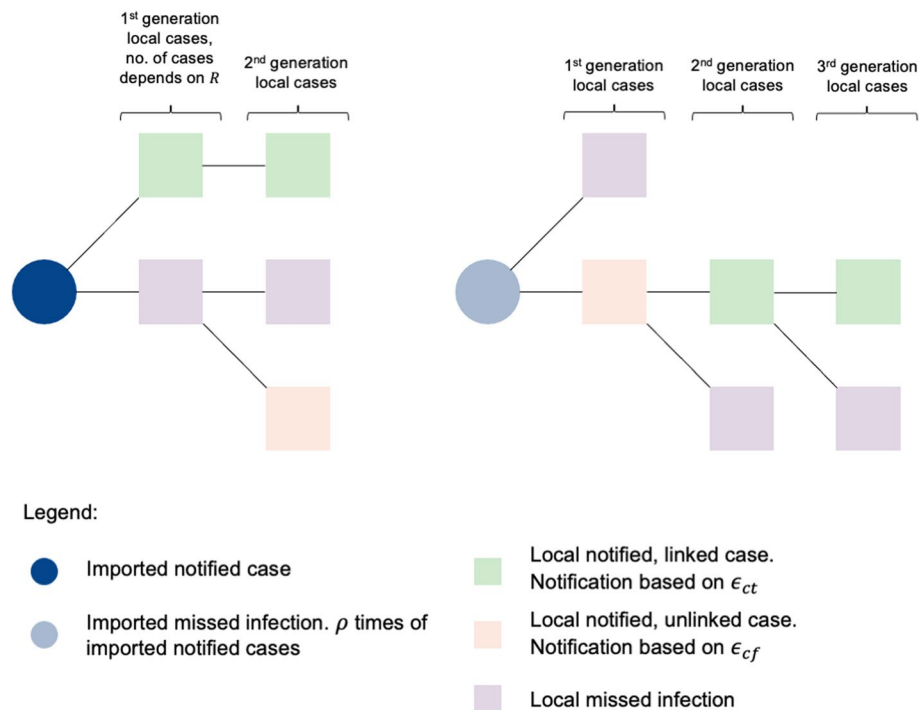 1st generation
local cases,
no. of cases
depends on R
2nd generation
local cases
1st generation
local cases
2nd generation
local cases
3rd generation
local cases
Legend:
Imported notified case
Imported missed infection. ρ times of
imported notified cases
Local notified, linked case.
Notification based on ϵct
Local notified, unlinked case.
Notification based on ϵcf
Local missed infection